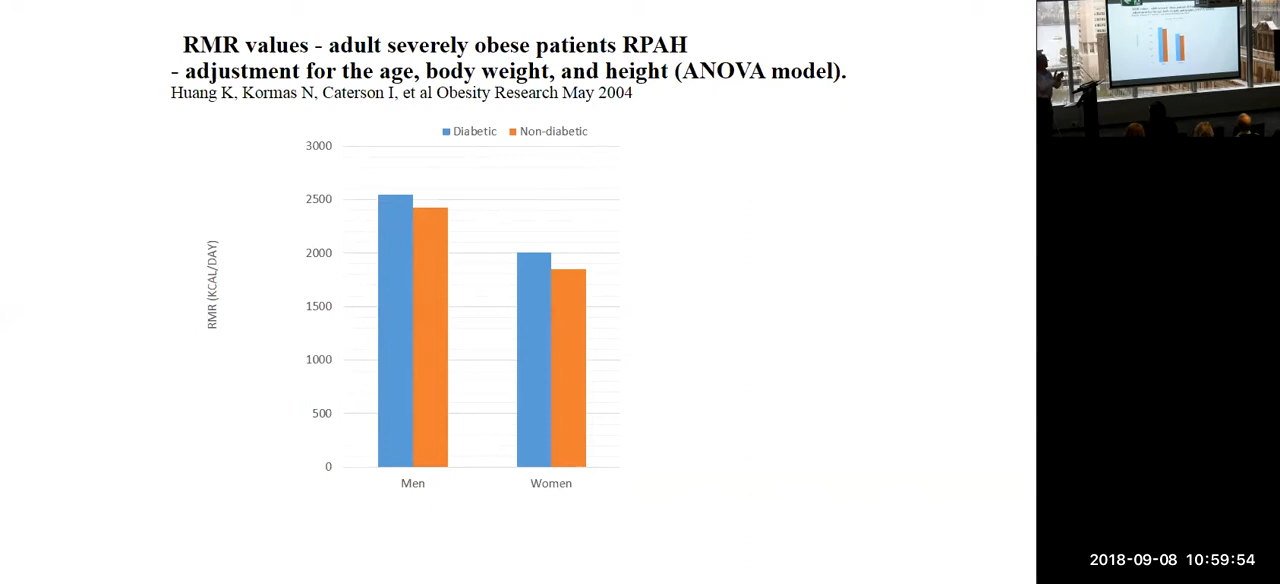 RMR values - adult severely obese patients RPAH
- adjustment for the age, body weight, and height (ANOVA model).
Huang K, Kormas N, Caterson I, et al Obesity Research May 2004
Diabetic Non-diabetic
3000
2500
2000
1500
1000
500
0
RMR (KCAL/DAY)
Men Women
2018-09-08 10:59:54